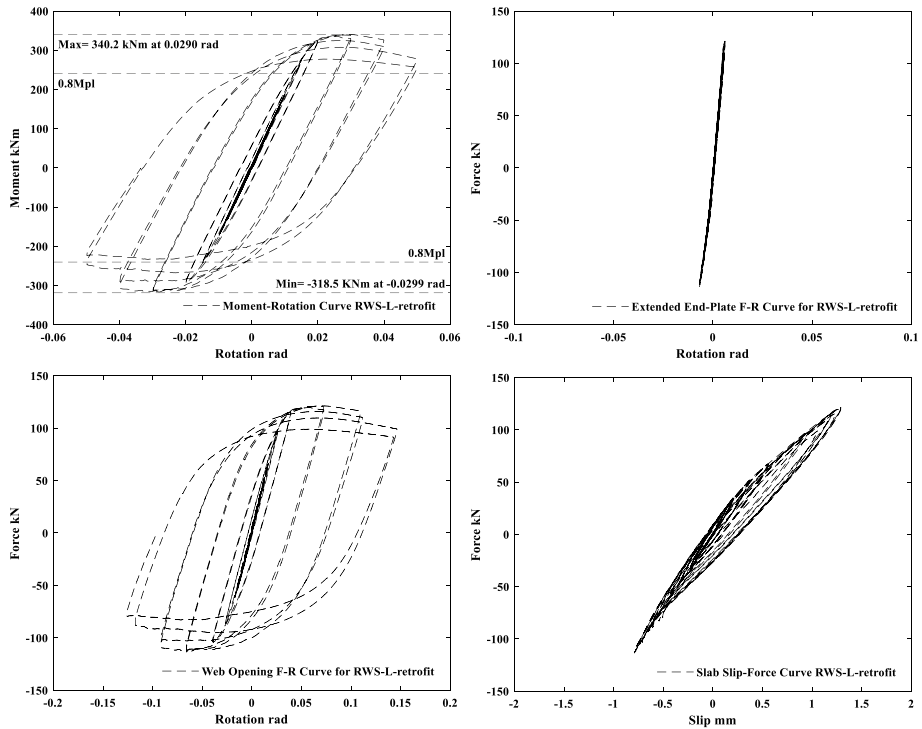 400
300
200
100
0
-100
-200
-300
-400
Moment kNm
Max= 340.2 kNm at 0.0290 rad
0.8Mpl
0.8Mpl
Min= -318.5 KNm at -0.0299 rad
Moment-Rotation Curve RWS-L-retrofit
-0.06 -0.04 -0.02 0 0.02 0.04 0.06
Rotation rad
150
100
50
0
-50
-100
-150
Force kN
Extended End-Plate F-R Curve for RWS-L-retrofit
-0.1 -0.05 0 0.05 0.1
Rotation rad
150
100
50
0
-50
-100
-150
Force kN
Web Opening F-R Curve for RWS-L-retrofit
-0.2 -0.15 -0.1 -0.05 0 0.05 0.1 0.15 0.2
Rotation rad
150
100
50
0
-50
-100
-150
Force kN
Slab Slip-Force Curve RWS-L-retrofit
-2 -1.5 -1 -0.5 0 0.5 1 1.5 2
Slip mm